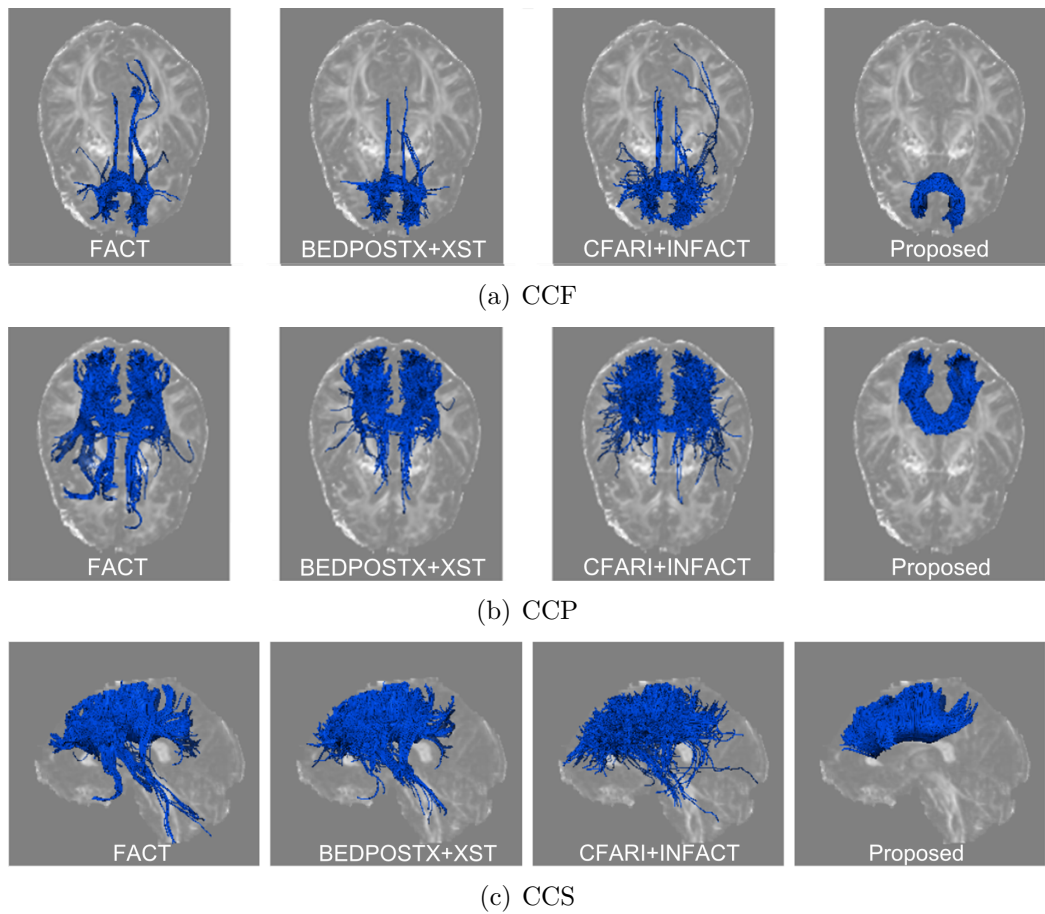 FACT
BEDPOSTX+XST
CFARI+INFACT
Proposed
(a) CCF
FACT
BEDPOSTX+XST
CFARI+INFACT
Proposed
(b) CCP
FACT
BEDPOSTX+XST
CFARI+INFACT
Proposed
(c) CCS